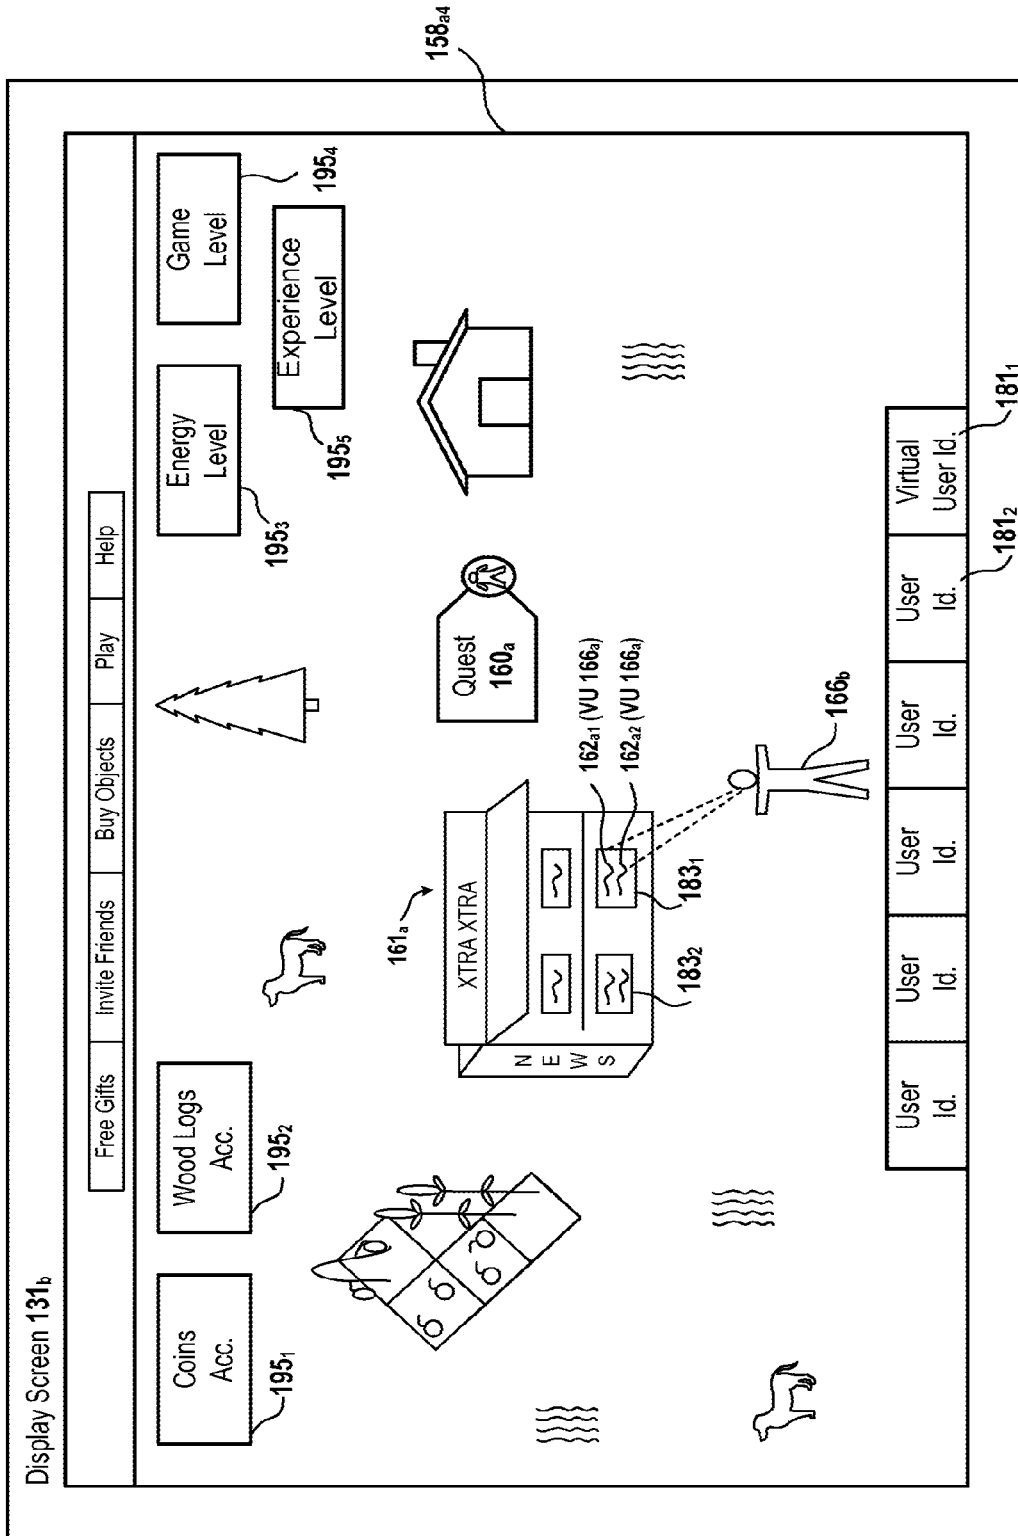 Display Screen 131b
158a4
Free Gifts
Invite Friends
Buy Objects
Play
Help
Coins
Acc.
195₁
Wood Logs
Acc.
195₂
Energy
Level
195₃
Game
Level
195₄
Experience
Level
195₅
161a
XTRA XTRA
NEWS
Quest
160a
162a1 (VU 166a)
162a2 (VU 166a)
183₂
183₁
166b
User
Id.
User
Id.
User
Id.
User
Id.
User
Id.
181₂
Virtual
User Id.
181₁